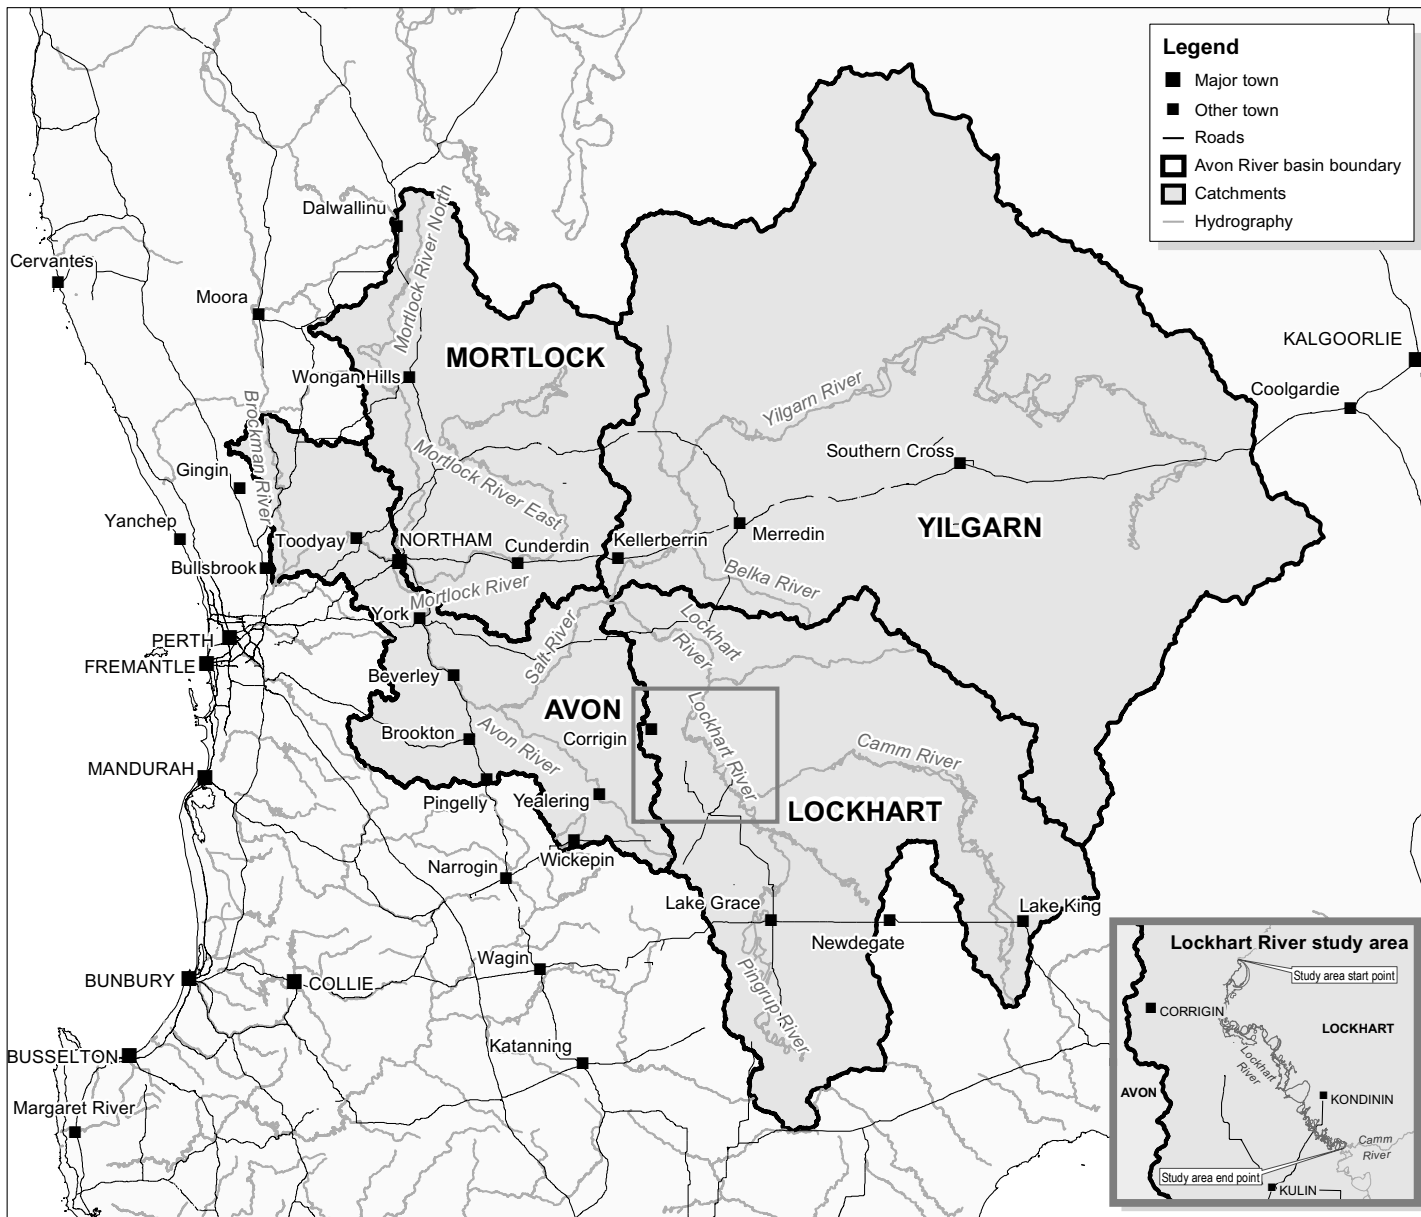 Legend
Major town
Other town
Roads
Avon River basin boundary
Catchments
Hydrography
Dalwallinu
Mortlock River North
Cervantes
Moora
KALGOORLIE
MORTLOCK
Wongan Hills
Coolgardie
Yilgarn River
Brockman River
Southern Cross
Mortlock River East
Gingin
Yanchep
YILGARN
Toodyay
NORTHAM
Cunderdin
Kellerberrin
Merredin
Bullsbrook
Belka River
Mortlock River
York
Lockhart
River
PERTH
Salt River
FREMANTLE
Beverley
AVON
Lockhart River
Brookton
Avon River
Corrigin
Camm River
MANDURAH
Pingelly
Yealering
LOCKHART
Wickepin
Narrogin
Lake Grace
Lake King
Newdegate
Wagin
Pingrup River
BUNBURY
COLLIE
Katanning
BUSSELTON
Margaret River
Lockhart River study area
Study area start point
CORRIGIN
LOCKHART
Lockhart
River
AVON
KONDININ
Camm
River
Study area end point
KULIN